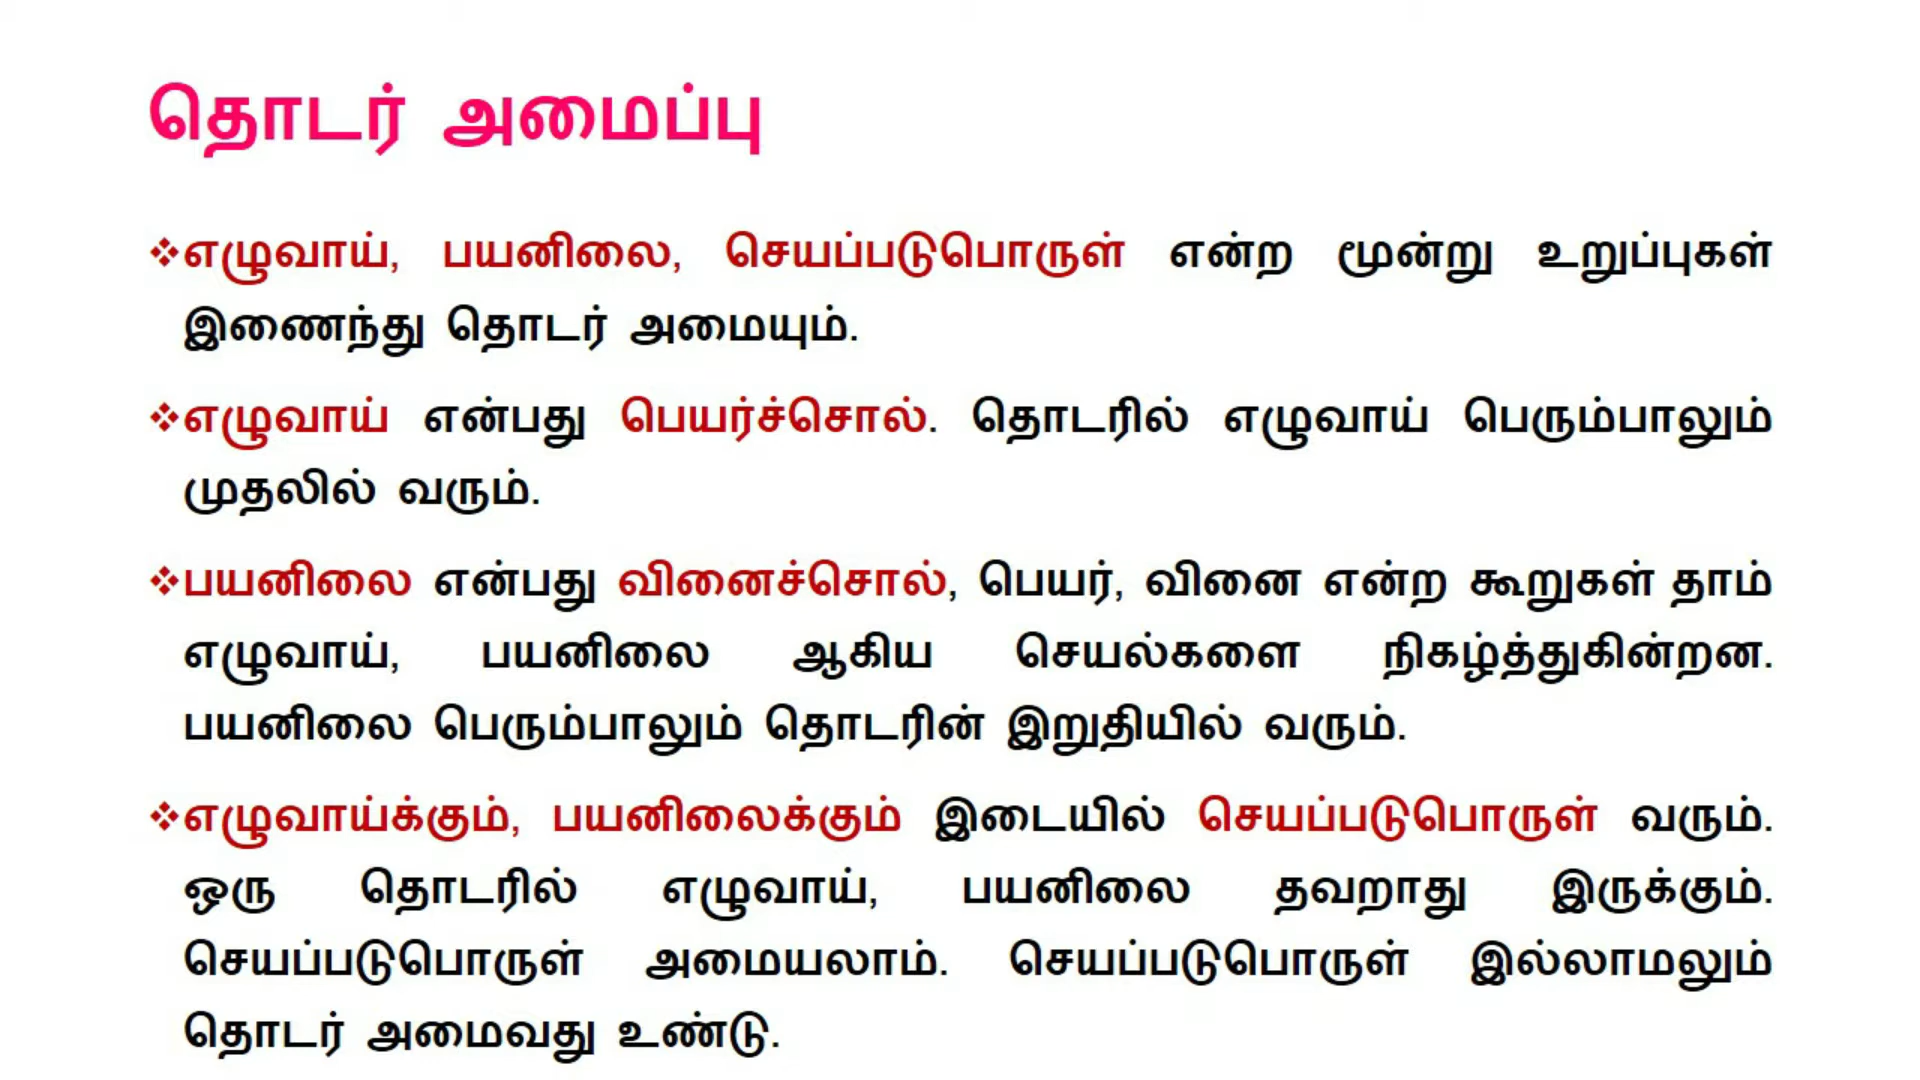 தொடர் அமைப்பு
❖எழுவாய், பயனிலை, செயப்படுபொருள் என்ற மூன்று உறுப்புகள்
இணைந்து தொடர் அமையும்.
❖எழுவாய் என்பது பெயர்ச்சொல். தொடரில் எழுவாய் பெரும்பாலும்
முதலில் வரும்.
❖பயனிலை என்பது வினைச்சொல், பெயர், வினை என்ற கூறுகள் தாம்
எழுவாய், பயனிலை ஆகிய செயல்களை நிகழ்த்துகின்றன.
பயனிலை பெரும்பாலும் தொடரின் இறுதியில் வரும்.
❖எழுவாய்க்கும், பயனிலைக்கும் இடையில் செயப்படுபொருள் வரும்.
ஒரு தொடரில் எழுவாய், பயனிலை தவறாது இருக்கும்.
செயப்படுபொருள் அமையலாம். செயப்படுபொருள் இல்லாமலும்
தொடர் அமைவது உண்டு.